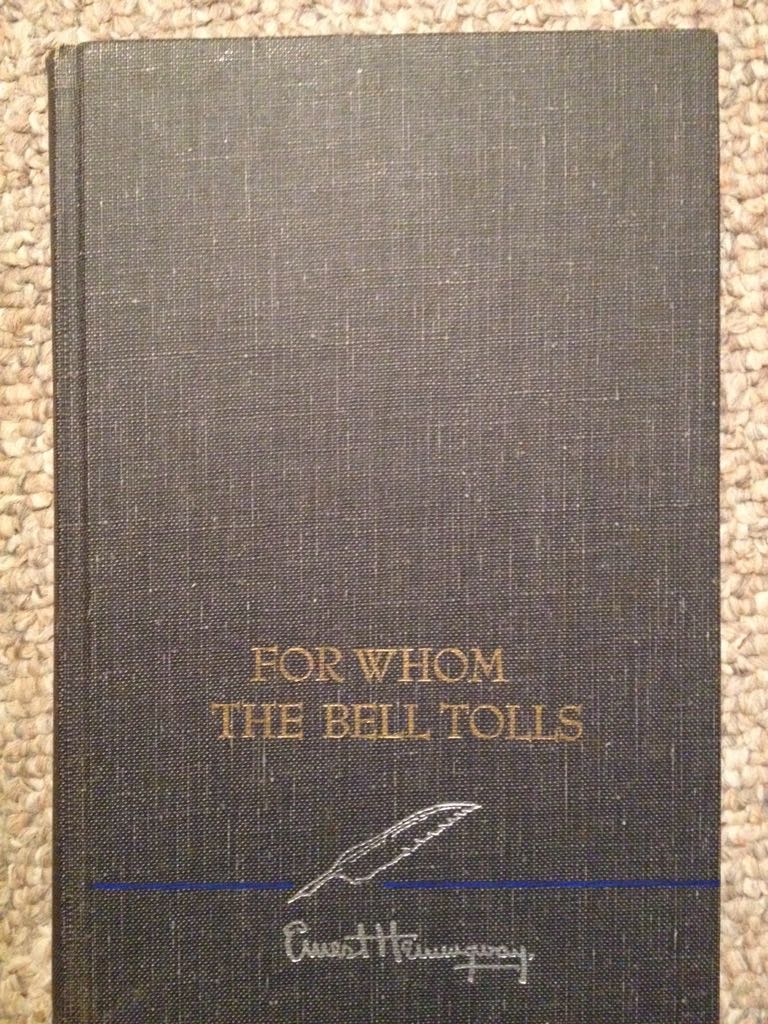 FOR WHOM
THE BELL TOLLS
Ernest Hemingway.